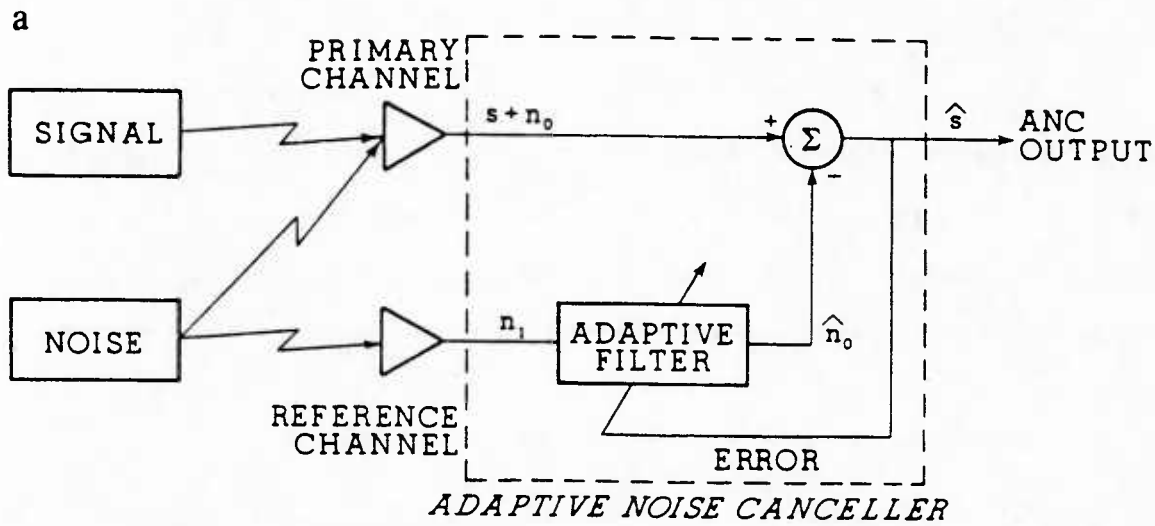 a
PRIMARY
CHANNEL
SIGNAL
s + n₀
+
Σ
-
ŝ
ANC
OUTPUT
NOISE
n₁
ADAPTIVE
FILTER
n̂₀
REFERENCE
CHANNEL
ERROR
ADAPTIVE NOISE CANCELLER